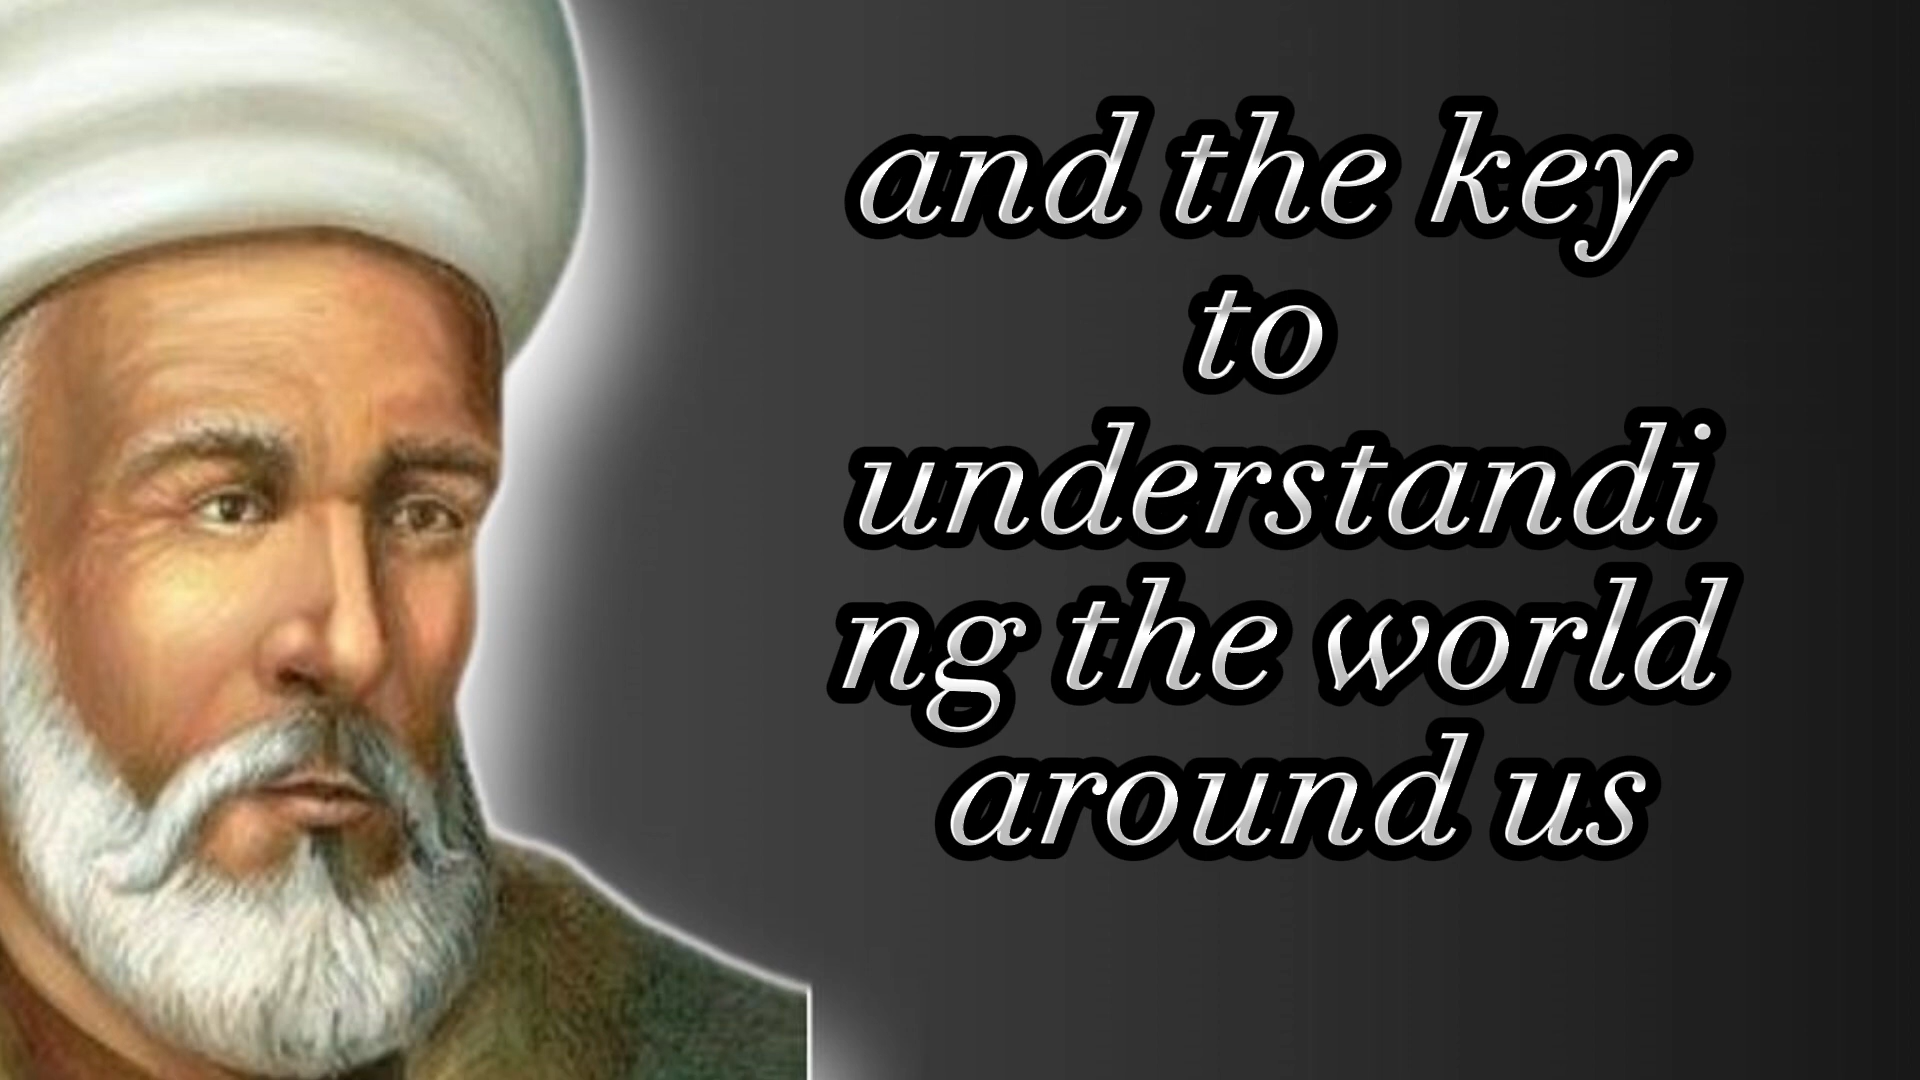 and the key
to
understandi
ng the world
around us